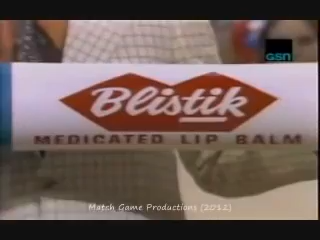 GSN
Blistik
MEDICATED LIP BALM
Match Game Productions (2012)